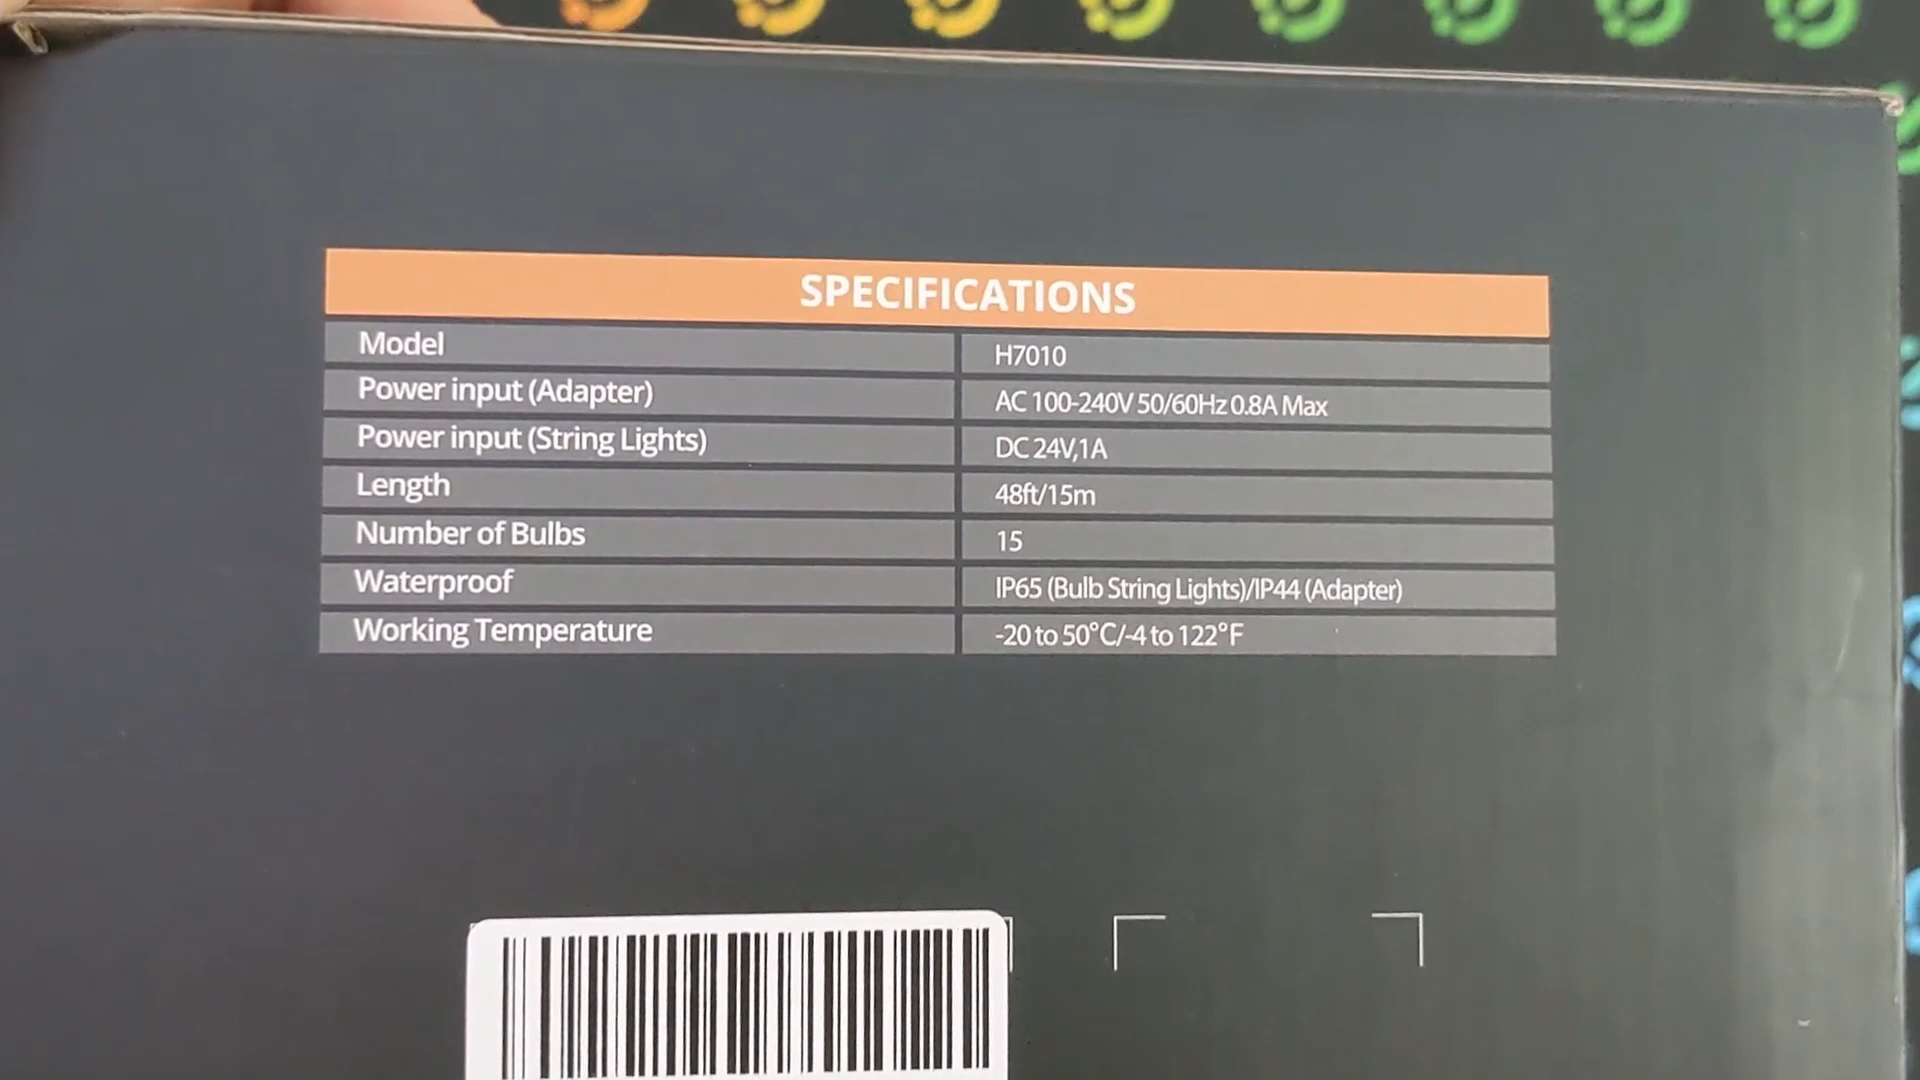 SPECIFICATIONS
Model H7010
Power input (Adapter) AC 100-240V 50/60Hz 0.8A Max
Power input (String Lights) DC 24V,1A
Length 48ft/15m
Number of Bulbs 15
Waterproof IP65 (Bulb String Lights)/IP44 (Adapter)
Working Temperature -20 to 50°C/-4 to 122°F